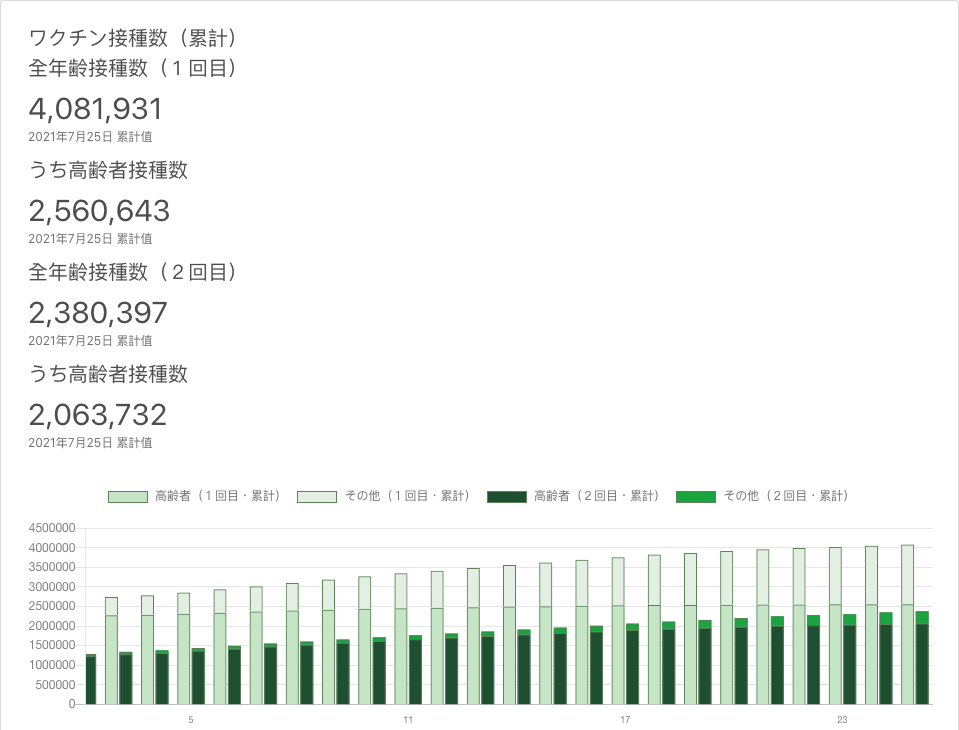 ワクチン接種数（累計）
全年齢接種数（１回目）
4,081,931
2021年7月25日 累計値
うち高齢者接種数
2,560,643
2021年7月25日 累計値
全年齢接種数（２回目）
2,380,397
2021年7月25日 累計値
うち高齢者接種数
2,063,732
2021年7月25日 累計値
高齢者（１回目・累計） その他（１回目・累計） 高齢者（２回目・累計） その他（２回目・累計）
4500000
4000000
3500000
3000000
2500000
2000000
1500000
1000000
500000
0
5 11 17 23